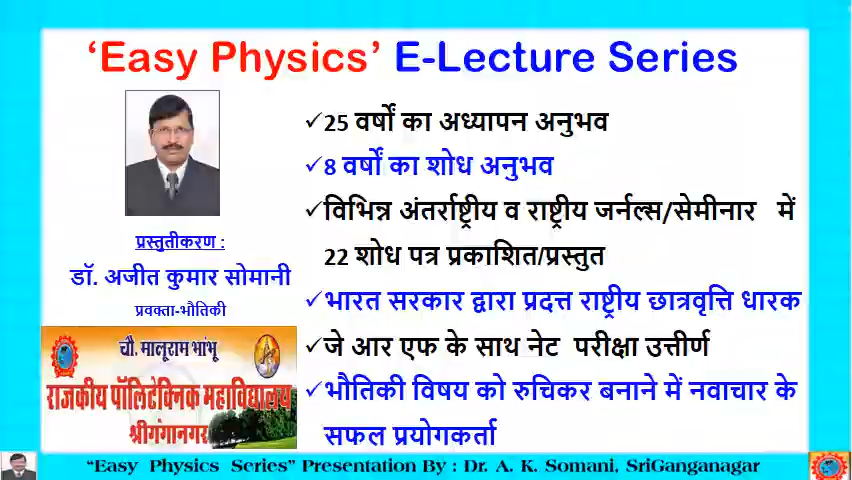 ‘Easy Physics’ E-Lecture Series
25 वर्षों का अध्यापन अनुभव
8 वर्षों का शोध अनुभव
विभिन्न अंतर्राष्ट्रीय व राष्ट्रीय जर्नल्स/सेमीनार में
22 शोध पत्र प्रकाशित/प्रस्तुत
भारत सरकार द्वारा प्रदत्त राष्ट्रीय छात्रवृत्ति धारक
जे आर एफ के साथ नेट परीक्षा उत्तीर्ण
भौतिकी विषय को रुचिकर बनाने में नवाचार के
सफल प्रयोगकर्ता
प्रस्तुतीकरण :
डॉ. अजीत कुमार सोमानी
प्रवक्ता-भौतिकी
चौ. मालूराम भांभू
राजकीय पॉलिटेक्निक महाविद्यालय
श्रीगंगानगर
“Easy Physics Series” Presentation By : Dr. A. K. Somani, SriGanganagar